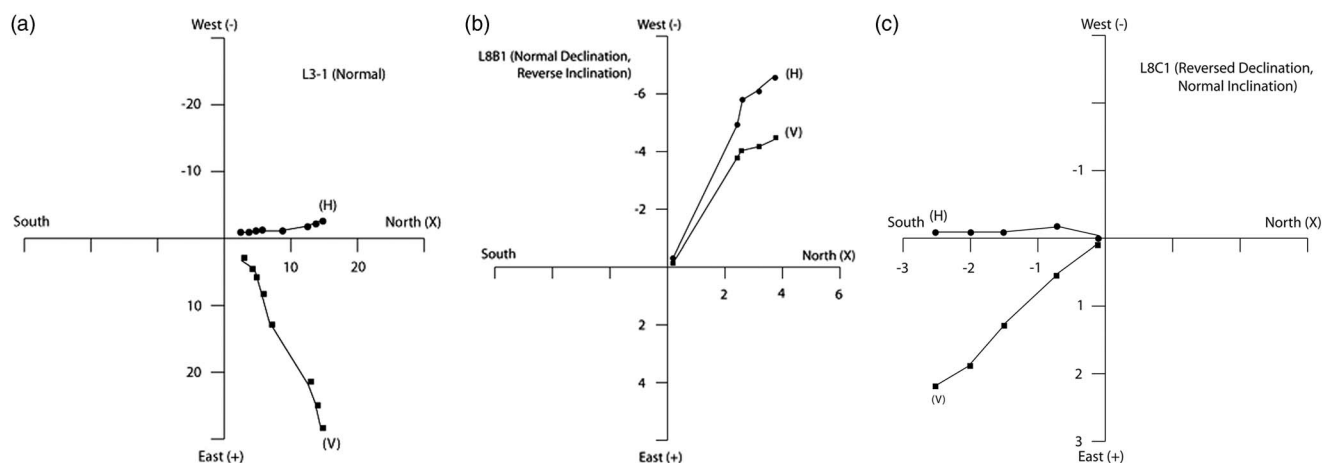 (a)
West (-)
L3-1 (Normal)
-20
-10
(H)
South
North (X)
10
20
10
20
(V)
East (+)
(b)
West (-)
L8B1 (Normal Declination,
Reverse Inclination)
(H)
-6
(V)
-4
-2
South
North (X)
2
4
6
2
4
East (+)
(c)
West (-)
L8C1 (Reversed Declination,
Normal Inclination)
-1
South
(H)
North (X)
-3
-2
-1
1
2
(V)
3
East (+)